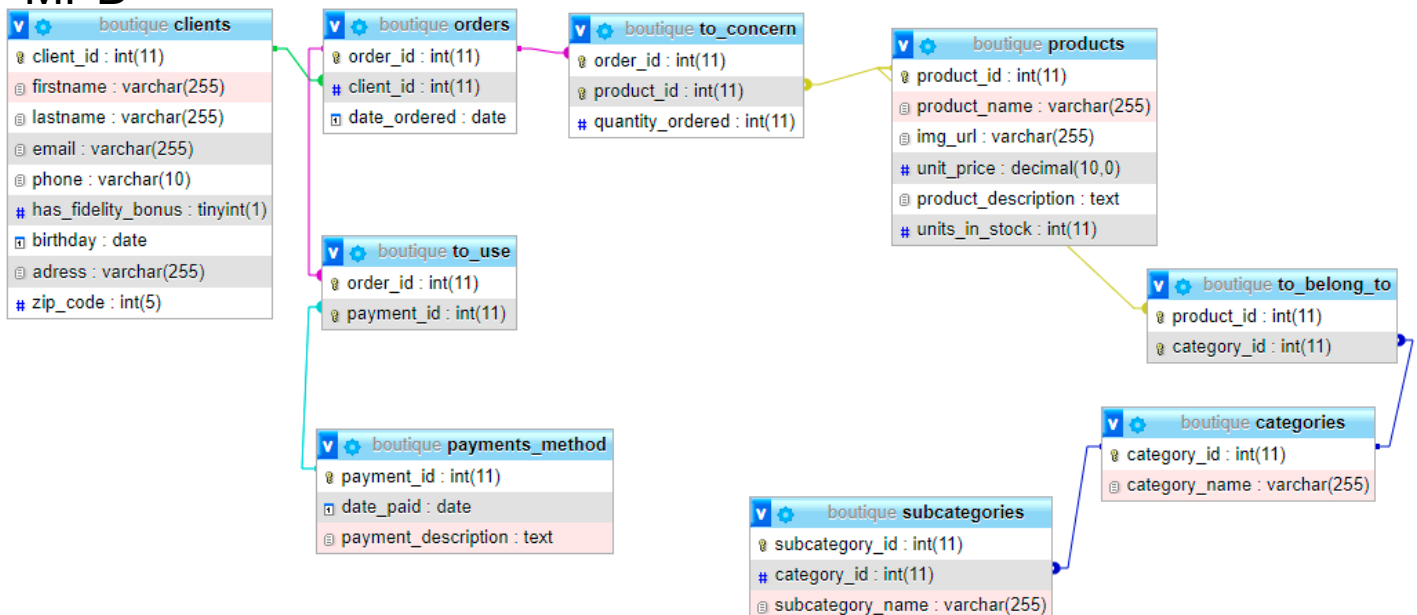 MPD
boutique clients
client_id : int(11)
firstname : varchar(255)
lastname : varchar(255)
email : varchar(255)
phone : varchar(10)
has_fidelity_bonus : tinyint(1)
birthday : date
adress : varchar(255)
zip_code : int(5)
boutique orders
order_id : int(11)
client_id : int(11)
date_ordered : date
boutique to_concern
order_id : int(11)
product_id : int(11)
quantity_ordered : int(11)
boutique products
product_id : int(11)
product_name : varchar(255)
img_url : varchar(255)
unit_price : decimal(10,0)
product_description : text
units_in_stock : int(11)
boutique to_use
order_id : int(11)
payment_id : int(11)
boutique to_belong_to
product_id : int(11)
category_id : int(11)
boutique payments_method
payment_id : int(11)
date_paid : date
payment_description : text
boutique categories
category_id : int(11)
category_name : varchar(255)
boutique subcategories
subcategory_id : int(11)
category_id : int(11)
subcategory_name : varchar(255)